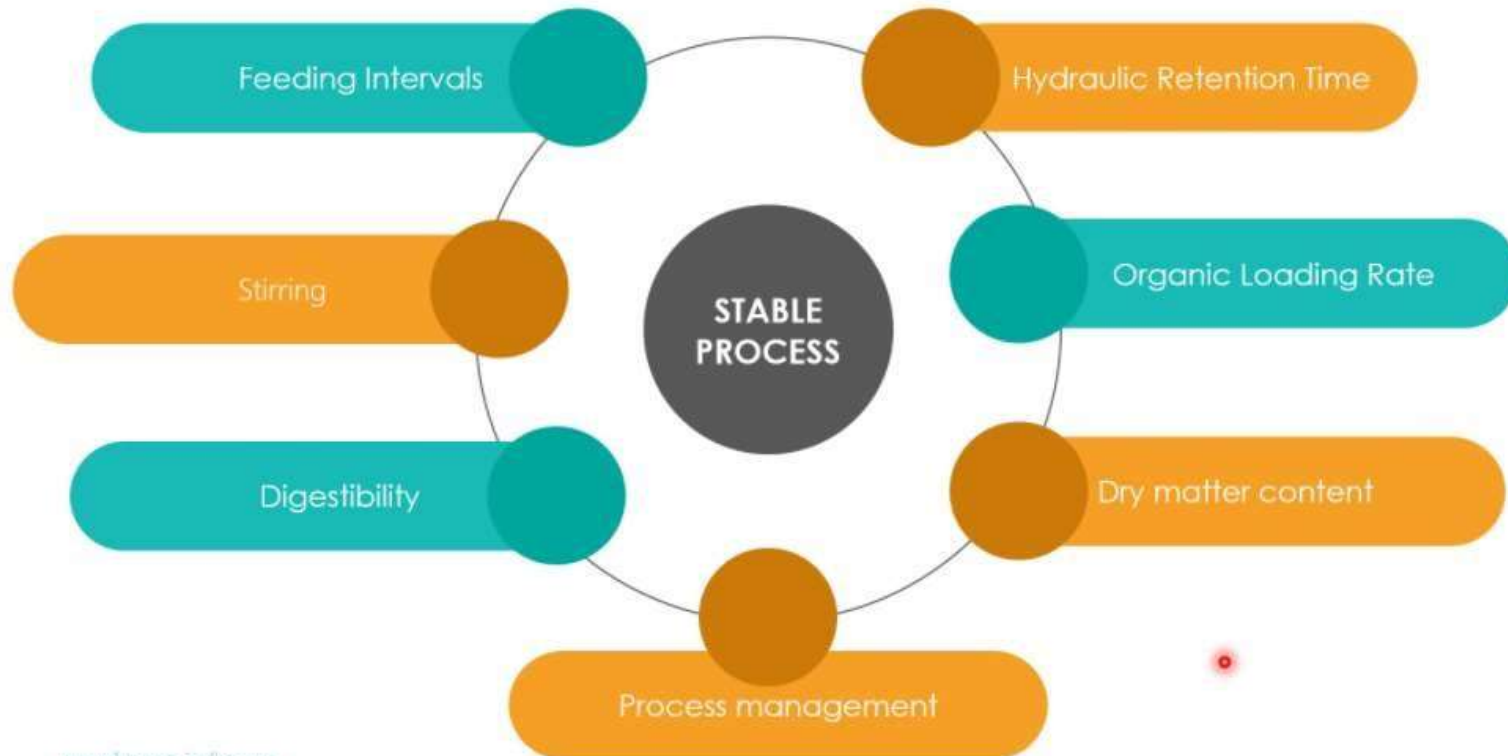 Feeding Intervals
Hydraulic Retention Time
Stirring
Organic Loading Rate
STABLE
PROCESS
Digestibility
Dry matter content
Process management